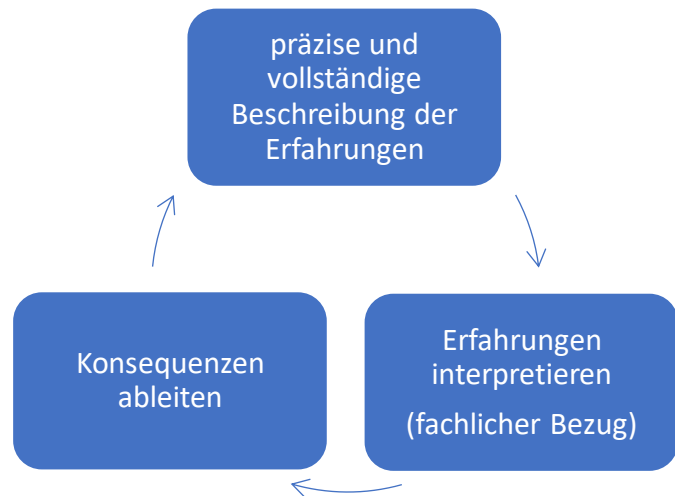 präzise und
vollständige
Beschreibung der
Erfahrungen
Konsequenzen
ableiten
Erfahrungen
interpretieren
(fachlicher Bezug)